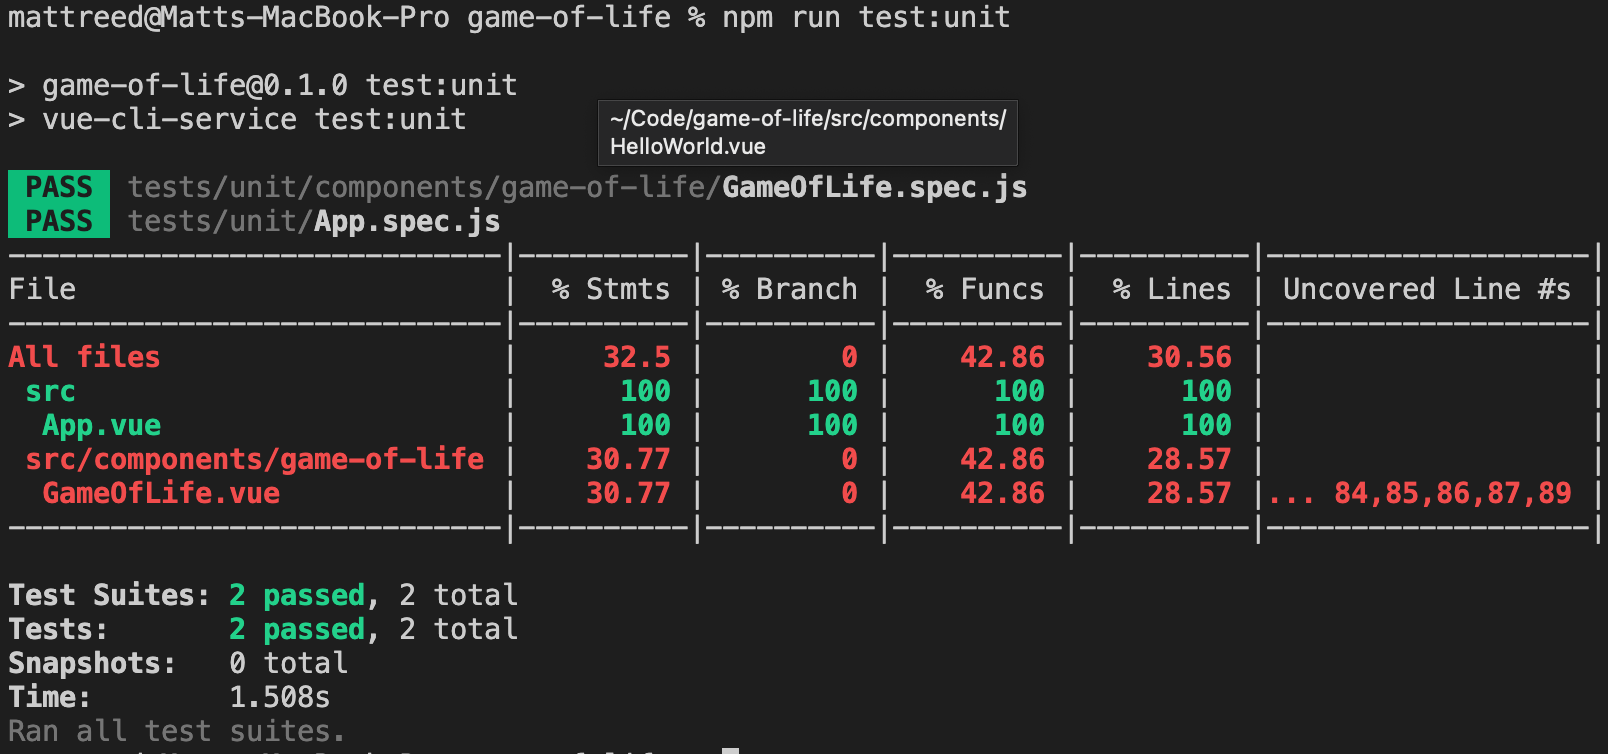 mattreed@Matts-MacBook-Pro game-of-life % npm run test:unit
> game-of-life@0.1.0 test:unit
> vue-cli-service test:unit
~/Code/game-of-life/src/components/
HelloWorld.vue
PASS tests/unit/components/game-of-life/GameOfLife.spec.js
PASS tests/unit/App.spec.js
-----------------------------|----------|----------|----------|----------|-------------------|
File | % Stmts | % Branch | % Funcs | % Lines | Uncovered Line #s |
-----------------------------|----------|----------|----------|----------|-------------------|
All files | 32.5 | 0 | 42.86 | 30.56 | |
src | 100 | 100 | 100 | 100 | |
App.vue | 100 | 100 | 100 | 100 | |
src/components/game-of-life | 30.77 | 0 | 42.86 | 28.57 | |
GameOfLife.vue | 30.77 | 0 | 42.86 | 28.57 |... 84,85,86,87,89 |
-----------------------------|----------|----------|----------|----------|-------------------|
Test Suites: 2 passed, 2 total
Tests: 2 passed, 2 total
Snapshots: 0 total
Time: 1.508s
Ran all test suites.